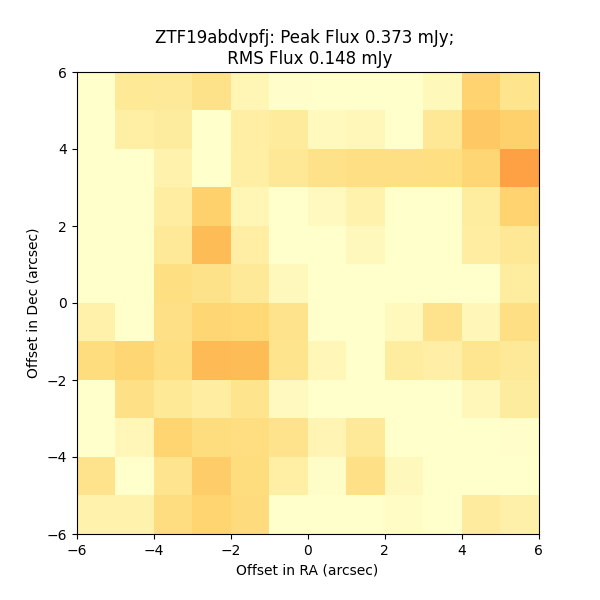 ZTF19abdvpfj: Peak Flux 0.373 mJy;
RMS Flux 0.148 mJy
6
4
2
0
−2
−4
−6
Offset in Dec (arcsec)
−6 −4 −2 0 2 4 6
Offset in RA (arcsec)